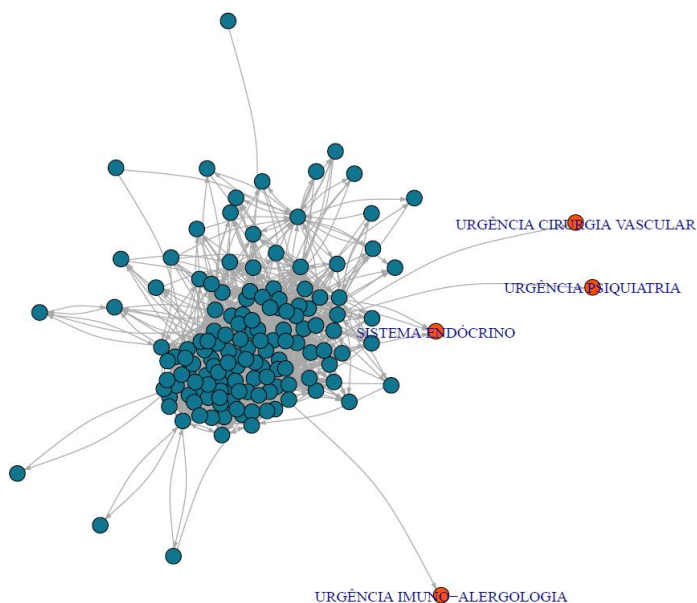 URGÊNCIA CIRURGIA VASCULAR
URGÊNCIA PSIQUIATRIA
SISTEMA ENDÓCRINO
URGÊNCIA IMUNO-ALERGOLOGIA